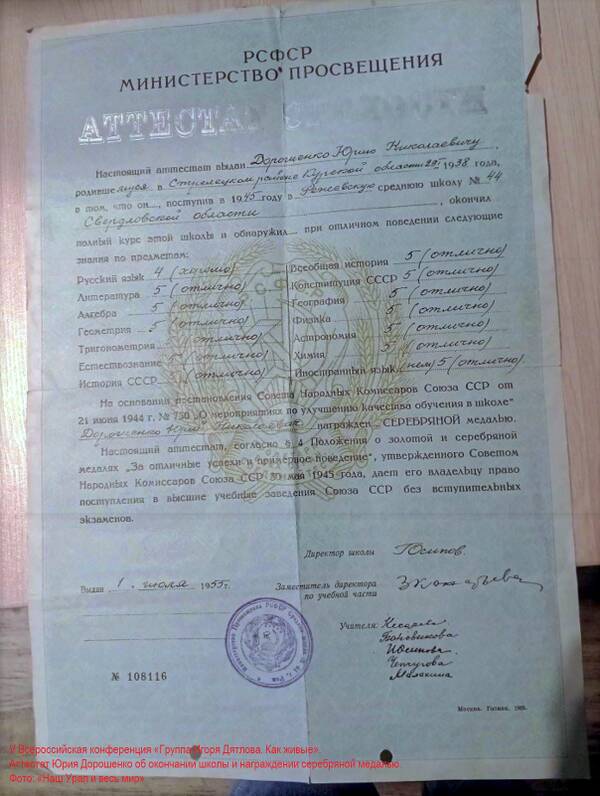 РСФСР
МИНИСТЕРСТВО ПРОСВЕЩЕНИЯ
АТТЕСТАТ
Настоящий аттестат выдан Дорошенко Юрию Николаевичу,
родившемуся в Стрелецком районе Курской области 29/I 1938 года,
в том, что он, поступив в 1945 году в Режевскую среднюю школу № 44
Свердловской области, окончил
полный курс этой школы и обнаружил при отличном поведении следующие
знания по предметам:
Русский язык 4 (хорошо)
Литература 5 (отлично)
Алгебра 5 (отлично)
Геометрия 5 (отлично)
Тригонометрия 5 (отлично)
Естествознание 5 (отлично)
История СССР 5 (отлично)
Всеобщая история 5 (отлично)
Конституция СССР 5 (отлично)
География 5 (отлично)
Физика 5 (отлично)
Астрономия 5 (отлично)
Химия 5 (отлично)
Иностранный язык (нем) 5 (отлично)
На основании постановления Совета Народных Комиссаров Союза ССР от
21 июня 1944 г. № 750 „О мероприятиях по улучшению качества обучения в школе"
Дорошенко Юрий Николаевич награжден СЕРЕБРЯНОЙ медалью.
Настоящий аттестат, согласно § 4 Положения о золотой и серебряной
медалях „За отличные успехи и примерное поведение", утвержденного Советом
Народных Комиссаров Союза ССР 30 мая 1945 года, дает его владельцу право
поступления в высшие учебные заведения Союза ССР без вступительных
экзаменов.
Директор школы Юсупов.
Выдан 1 июля 1955 г.
Заместитель директора
по учебной части
Учителя:
Юсупова
Чепчугова
Малахина
№ 108116
Москва. Гознак.
II Всероссийская конференция «Группа Игоря Дятлова. Как живые».
Аттестат Юрия Дорошенко об окончании школы и награждении серебряной медалью.
Фото: «Наш Урал и весь мир»